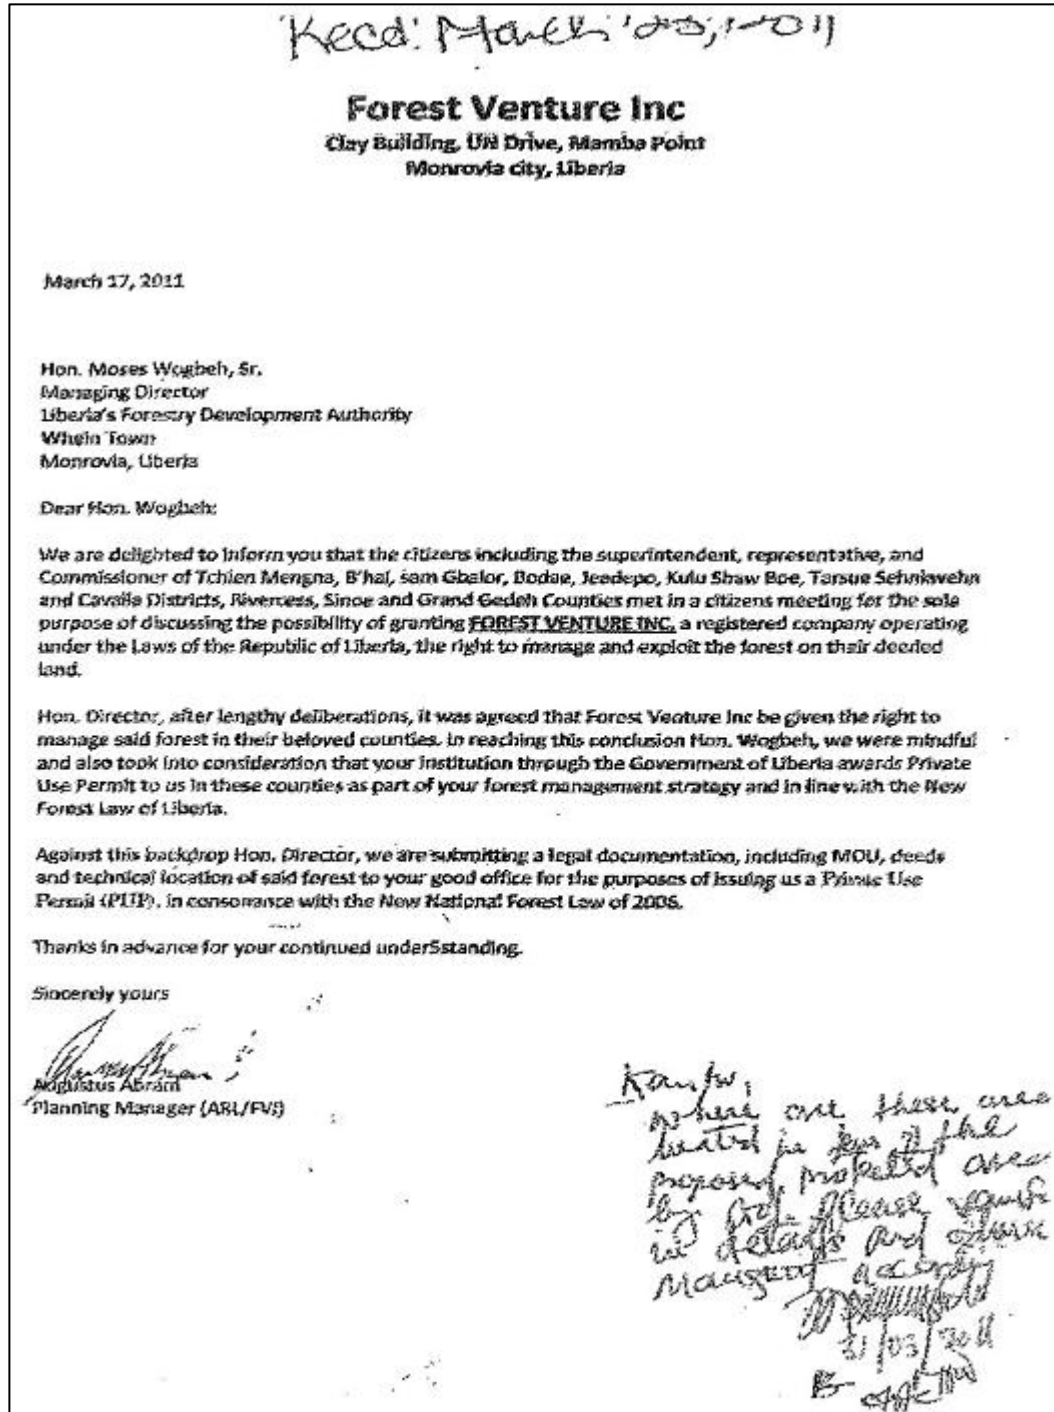 Recd: March 25, 2011
Forest Venture Inc
Clay Building, UN Drive, Mamba Point
Monrovia city, Liberia
March 17, 2011
Hon. Moses Wogbeh, Sr.
Managing Director
Liberia's Forestry Development Authority
Whein Town
Monrovia, Liberia
Dear Hon. Wogbeh:
We are delighted to inform you that the citizens including the superintendent, representative, and
Commissioner of Tchien Mengna, B'hai, sam Gbalor, Dodae, Jeadepo, Kulu Shaw Boe, Tarsue Sehnkwehn
and Cavalla Districts, Rivercess, Sinoe and Grand Gedeh Counties met in a citizens meeting for the sole
purpose of discussing the possibility of granting FOREST VENTURE INC, a registered company operating
under the Laws of the Republic of Liberia, the right to manage and exploit the forest on their deeded
land.
Hon. Director, after lengthy deliberations, it was agreed that Forest Venture Inc be given the right to
manage said forest in their beloved counties. In reaching this conclusion Hon. Wogbeh, we were mindful
and also took into consideration that your institution through the Government of Liberia awards Private
Use Permit to us in these counties as part of your forest management strategy and in line with the New
Forest Law of Liberia.
Against this backdrop Hon. Director, we are submitting a legal documentation, including MOU, deeds
and technical location of said forest to your good office for the purposes of issuing us a Private Use
Permit (PUP), in consonance with the New National Forest Law of 2006.
Thanks in advance for your continued under5standing.
Sincerely yours
Augustus Abram
Planning Manager (ABL/FVI)
where are these area
located in of the
proposed, protected area
by Please
in details and
31/03/2011